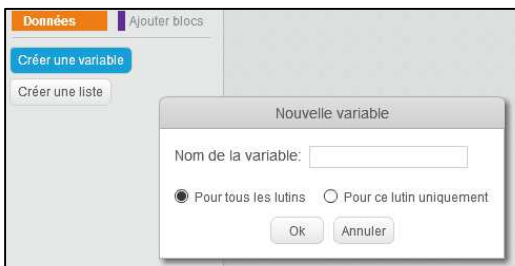 Données Ajouter blocs
Créer une variable
Créer une liste
Nouvelle variable
Nom de la variable:
Pour tous les lutins Pour ce lutin uniquement
Ok Annuler